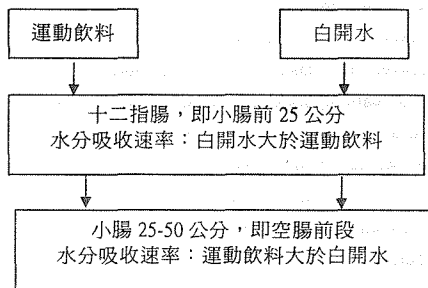 運動飲料
白開水
十二指腸，即小腸前 25 公分
水分吸收速率：白開水大於運動飲料
小腸 25-50 公分，即空腸前段
水分吸收速率：運動飲料大於白開水